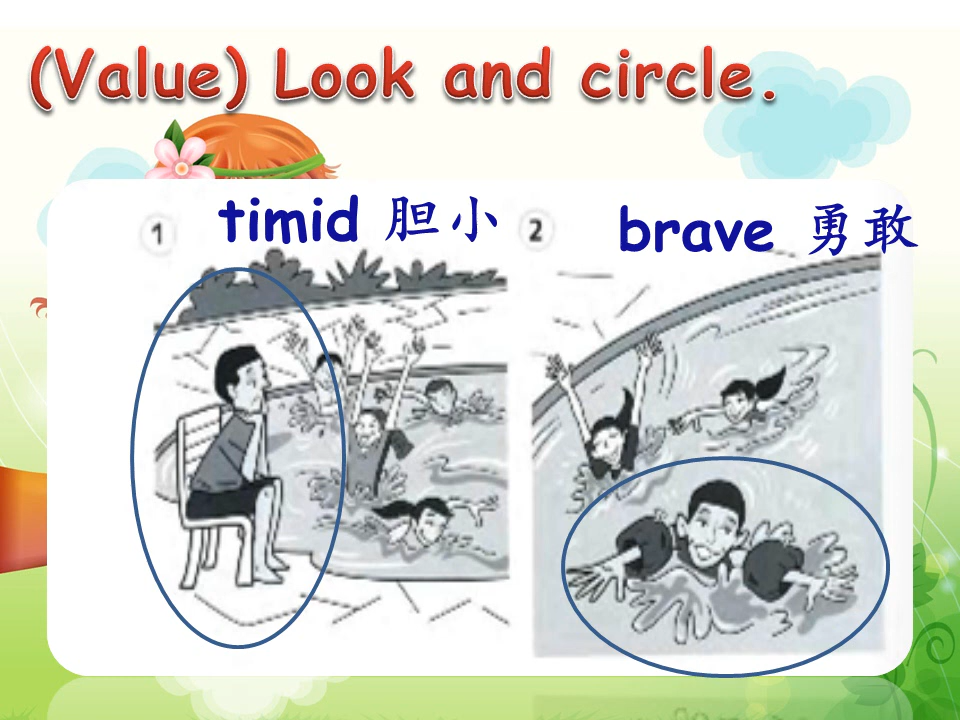 (Value) Look and circle.
1 timid 胆小
2 brave 勇敢